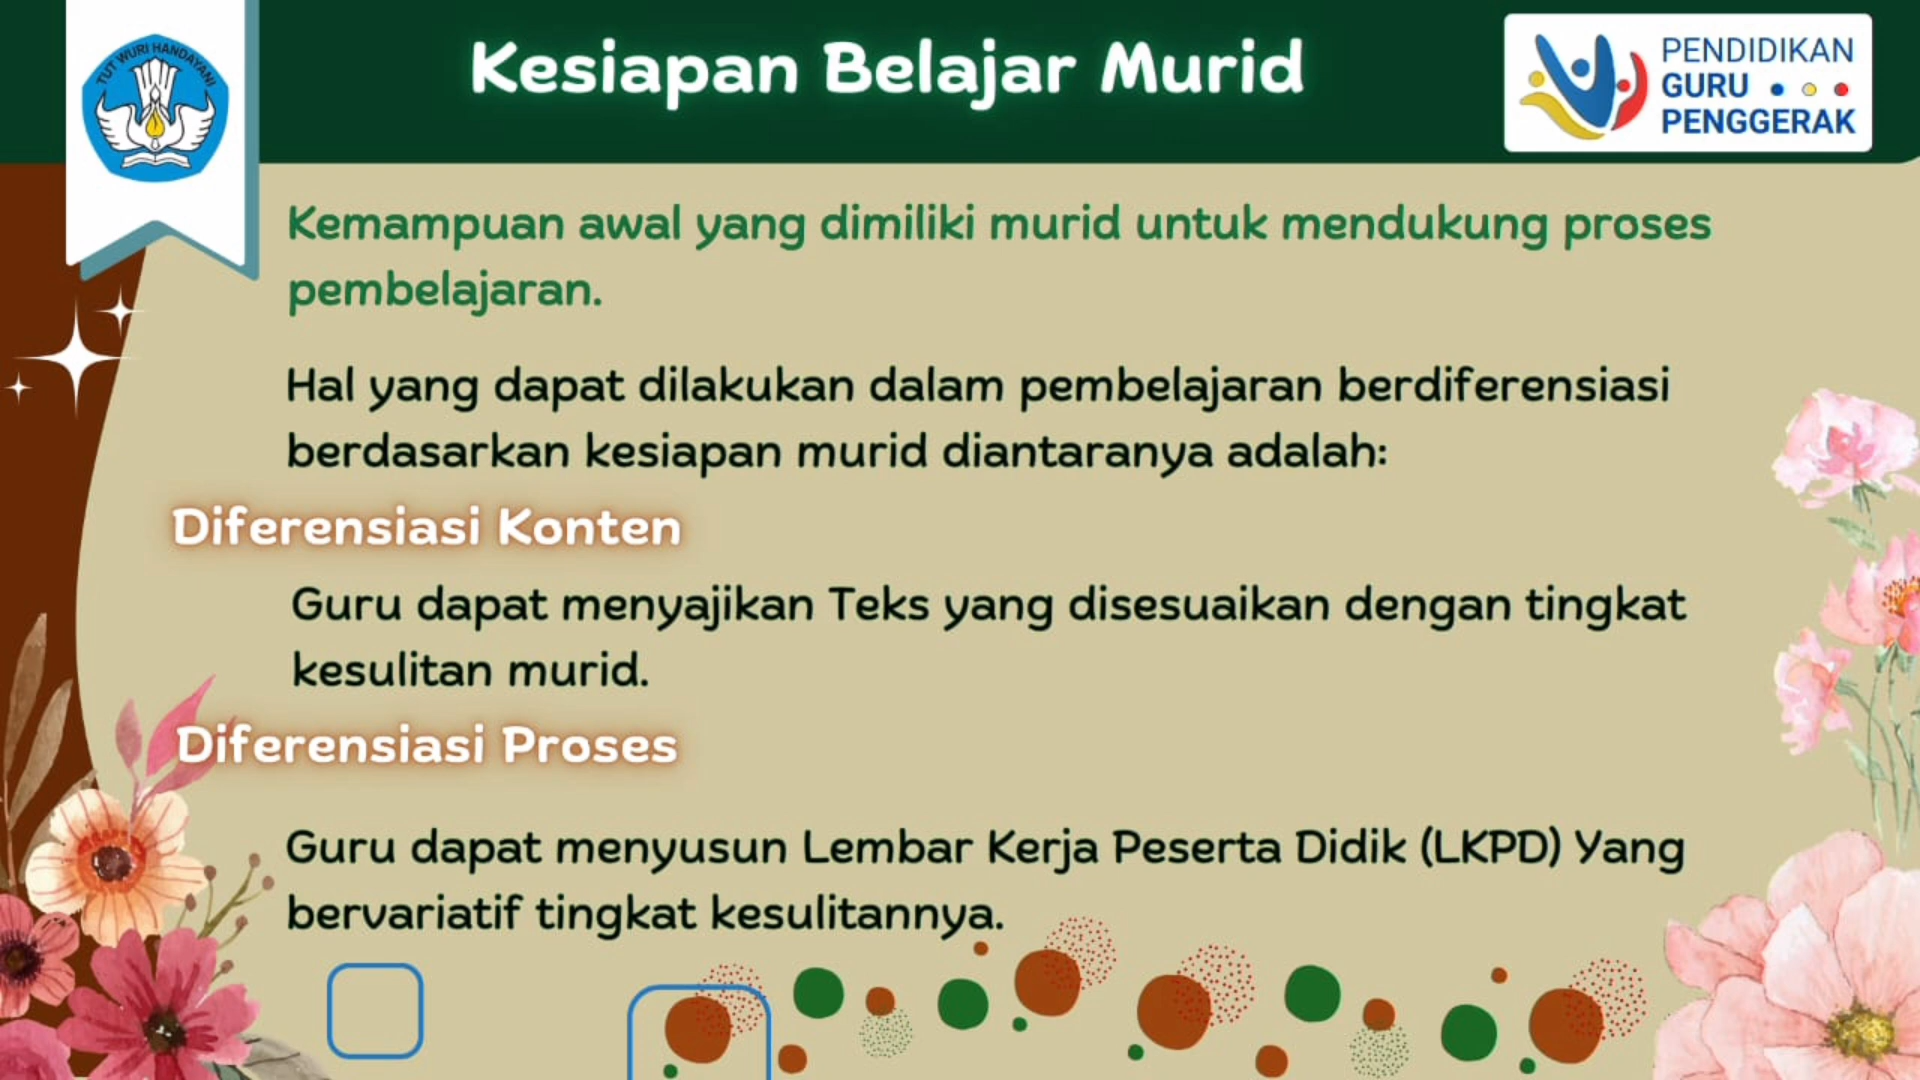 TUT WURI HANDAYANI
Kesiapan Belajar Murid
PENDIDIKAN
GURU
PENGGERAK
Kemampuan awal yang dimiliki murid untuk mendukung proses
pembelajaran.
Hal yang dapat dilakukan dalam pembelajaran berdiferensiasi
berdasarkan kesiapan murid diantaranya adalah:
Diferensiasi Konten
Guru dapat menyajikan Teks yang disesuaikan dengan tingkat
kesulitan murid.
Diferensiasi Proses
Guru dapat menyusun Lembar Kerja Peserta Didik (LKPD) Yang
bervariatif tingkat kesulitannya.